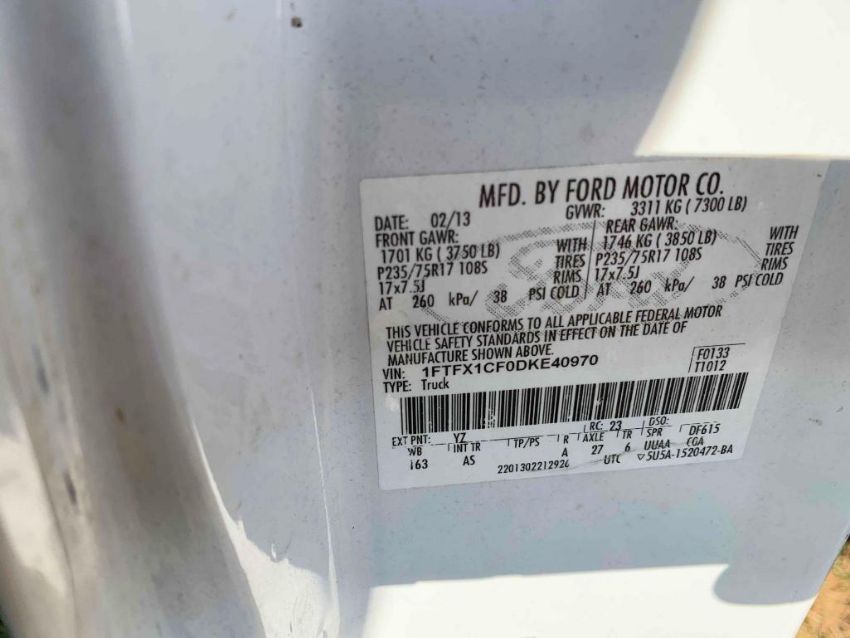 MFD. BY FORD MOTOR CO.
DATE: 02/13 GVWR: 3311 KG ( 7300 LB)
FRONT GAWR: REAR GAWR:
1701 KG ( 3750 LB) WITH 1746 KG ( 3850 LB) WITH
P235/75R17 108S TIRES P235/75R17 108S TIRES
17x7.5J RIMS 17x7.5J RIMS
AT 260 kPa/ 38 PSI COLD AT 260 kPa/ 38 PSI COLD
Ford
THIS VEHICLE CONFORMS TO ALL APPLICABLE FEDERAL MOTOR
VEHICLE SAFETY STANDARDS IN EFFECT ON THE DATE OF
MANUFACTURE SHOWN ABOVE.
VIN: 1FTFX1CF0DKE40970 F0133
TYPE: Truck T1012
EXT PNT: YZ RC: 23 DSO:
WB INT TR TP/PS R AXLE TR SPR DF615
163 AS A 27 6 UUAA CGA
2201302212926 UTC ▽5U5A-1520472-BA